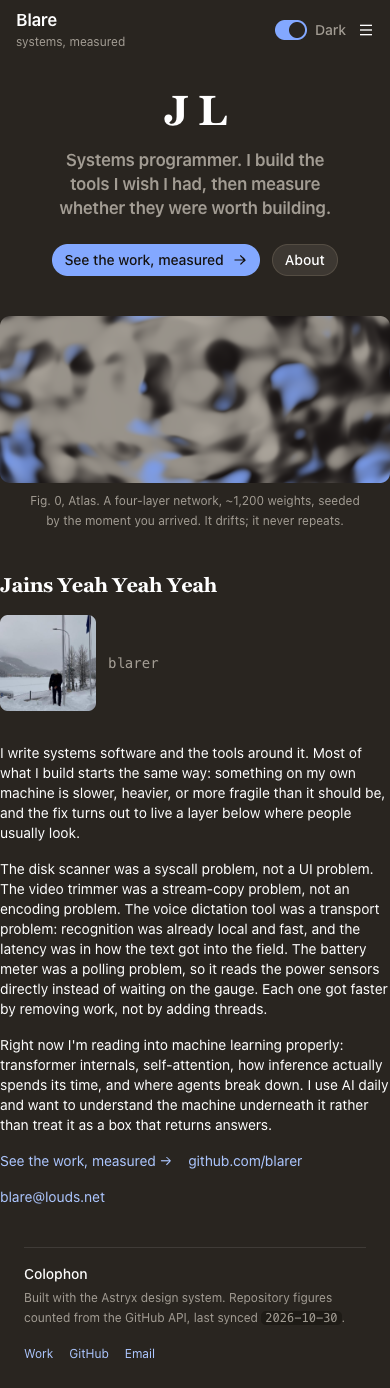 Blare
systems, measured
Dark
J L
Systems programmer. I build the
tools I wish I had, then measure
whether they were worth building.
See the work, measured →
About
Fig. 0, Atlas. A four-layer network, ~1,200 weights, seeded
by the moment you arrived. It drifts; it never repeats.
Jains Yeah Yeah Yeah
blarer
I write systems software and the tools around it. Most of
what I build starts the same way: something on my own
machine is slower, heavier, or more fragile than it should be,
and the fix turns out to live a layer below where people
usually look.
The disk scanner was a syscall problem, not a UI problem.
The video trimmer was a stream-copy problem, not an
encoding problem. The voice dictation tool was a transport
problem: recognition was already local and fast, and the
latency was in how the text got into the field. The battery
meter was a polling problem, so it reads the power sensors
directly instead of waiting on the gauge. Each one got faster
by removing work, not by adding threads.
Right now I'm reading into machine learning properly:
transformer internals, self-attention, how inference actually
spends its time, and where agents break down. I use AI daily
and want to understand the machine underneath it rather
than treat it as a box that returns answers.
See the work, measured → github.com/blarer
blare@louds.net
Colophon
Built with the Astryx design system. Repository figures
counted from the GitHub API, last synced 2026-10-30.
Work GitHub Email